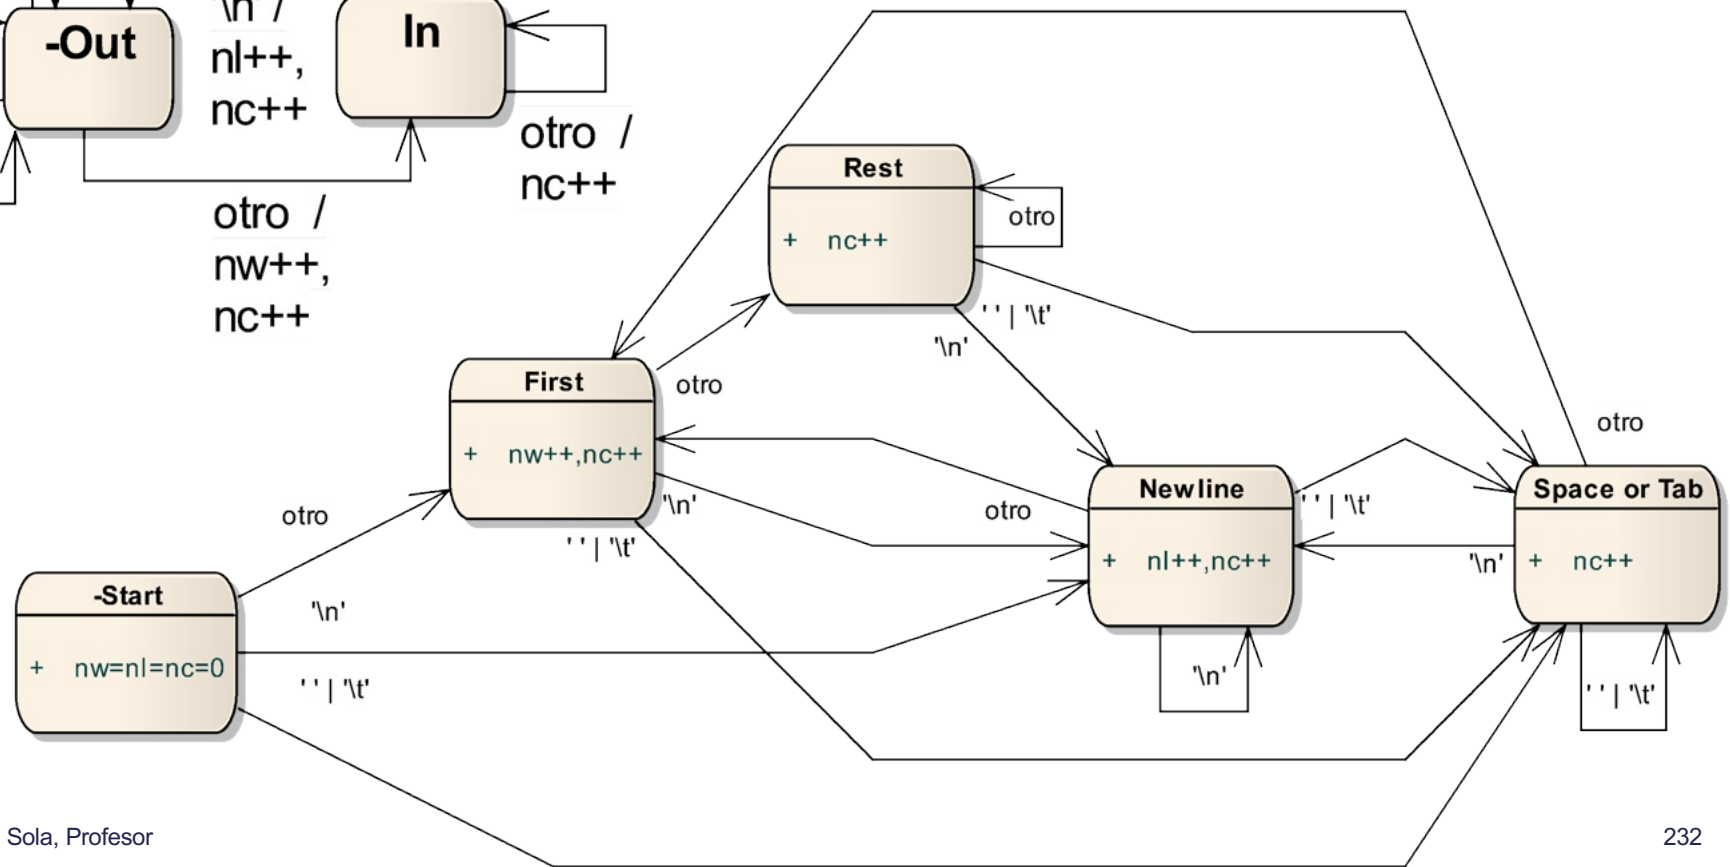 -Out
'\n' /
nl++,
nc++
In
otro /
nc++
otro /
nw++,
nc++
Rest
+ nc++
otro
' ' | '\t'
'\n'
First
+ nw++,nc++
otro
'\n'
' ' | '\t'
otro
Newline
+ nl++,nc++
'\n'
' ' | '\t'
otro
Space or Tab
+ nc++
'\n'
' ' | '\t'
-Start
+ nw=nl=nc=0
otro
'\n'
' ' | '\t'
Sola, Profesor
232